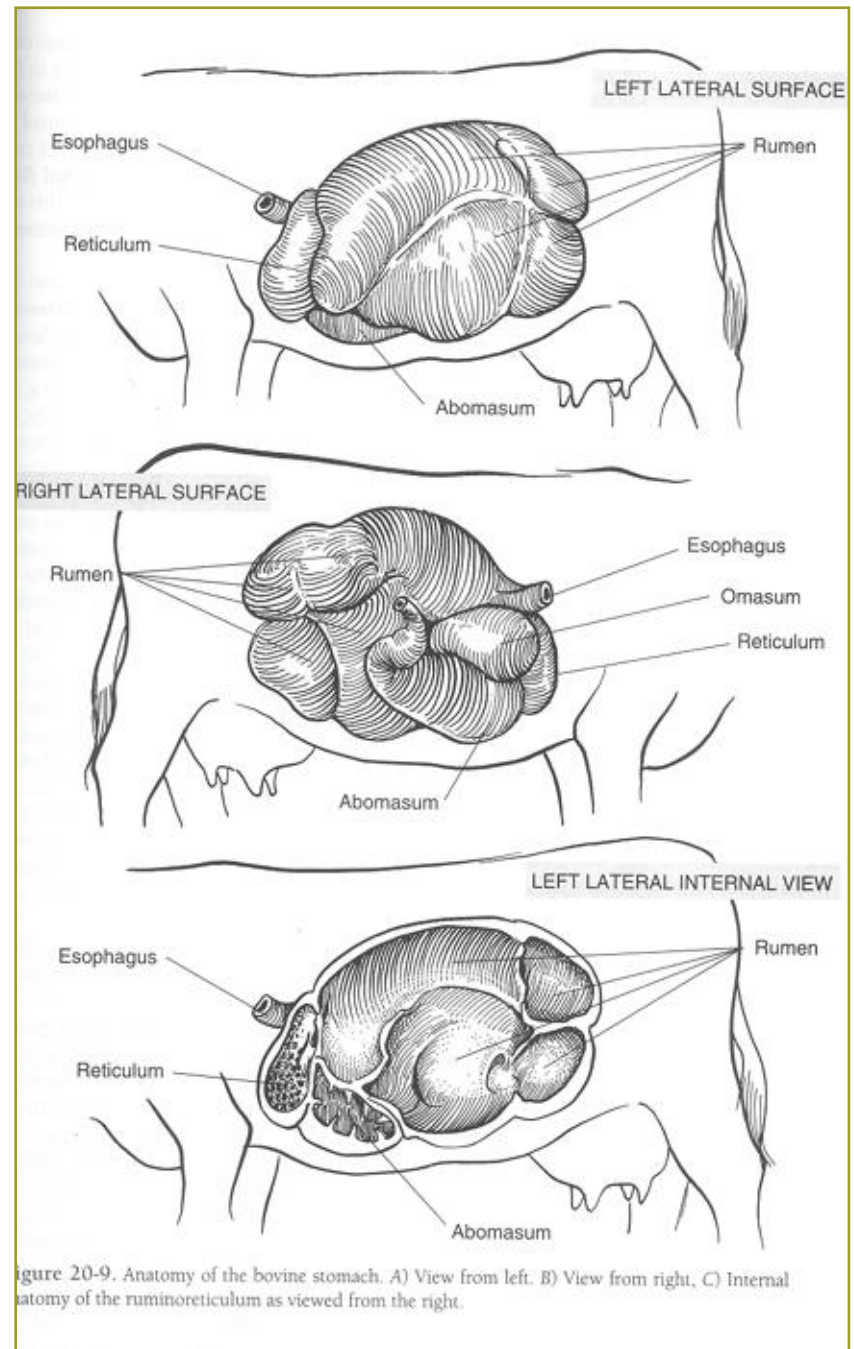 LEFT LATERAL SURFACE
Esophagus
Rumen
Reticulum
Abomasum
RIGHT LATERAL SURFACE
Esophagus
Rumen
Omasum
Reticulum
Abomasum
LEFT LATERAL INTERNAL VIEW
Esophagus
Rumen
Reticulum
Abomasum
igure 20-9. Anatomy of the bovine stomach. A) View from left. B) View from right, C) Internal
natomy of the ruminoreticulum as viewed from the right.